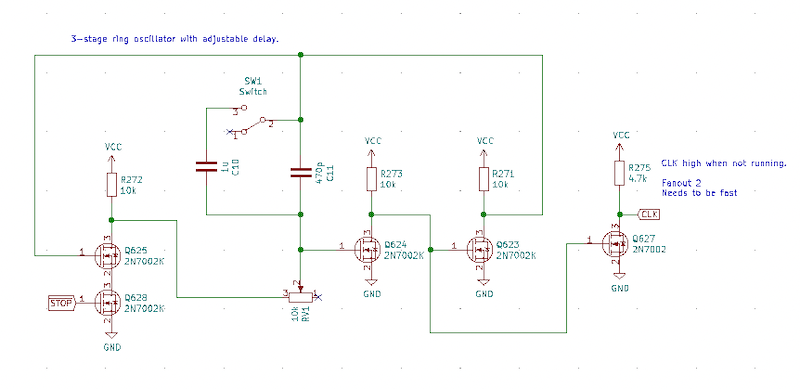 3-stage ring oscillator with adjustable delay.
SW1
Switch
3
2
1
VCC
R272
10k
1u
C10
470p
C11
VCC
R273
10k
VCC
R271
10k
VCC
R275
4.7k
CLK high when not running.
Fanout 2
Needs to be fast
CLK
3
1
Q625
2N7002K
2
3
1
Q624
2N7002K
2
3
1
Q623
2N7002K
2
3
1
Q627
2N7002
2
STOP
3
1
Q628
2N7002K
2
GND
2
3
1
10k
RV1
GND
GND
GND